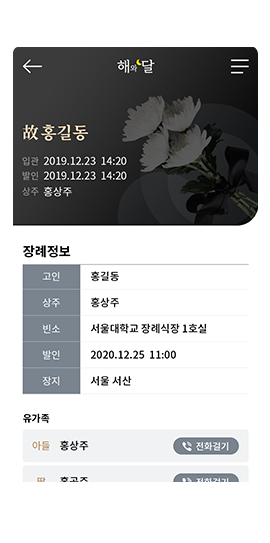 해와달
故 홍길동
입관 2019.12.23 14:20
발인 2019.12.23 14:20
상주 홍상주
장례정보
고인 홍길동
상주 홍상주
빈소 서울대학교 장례식장 1호실
발인 2020.12.25 11:00
장지 서울 서산
유가족
아들 홍상주 전화걸기
딸 홍공주 전화걸기